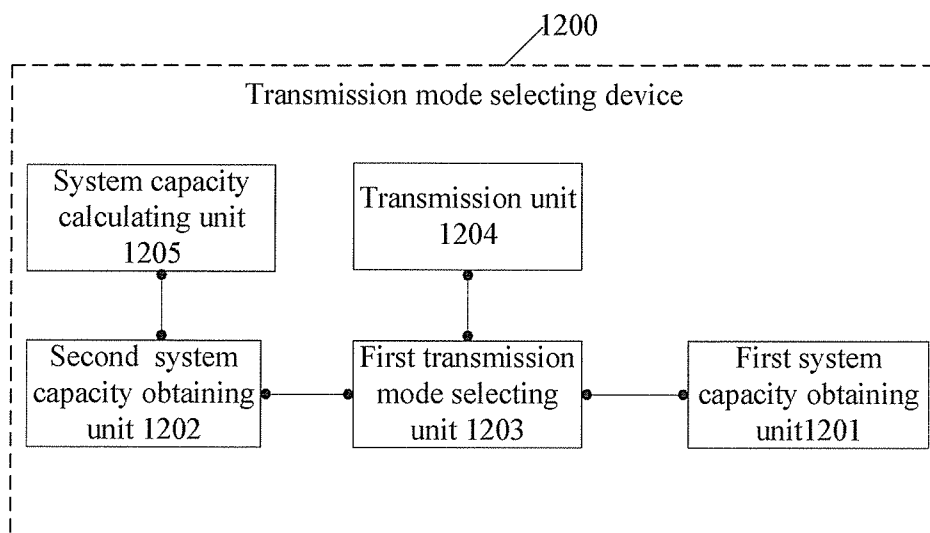 1200
Transmission mode selecting device
System capacity
calculating unit
1205
Transmission unit
1204
Second system
capacity obtaining
unit 1202
First transmission
mode selecting
unit 1203
First system
capacity obtaining
unit1201